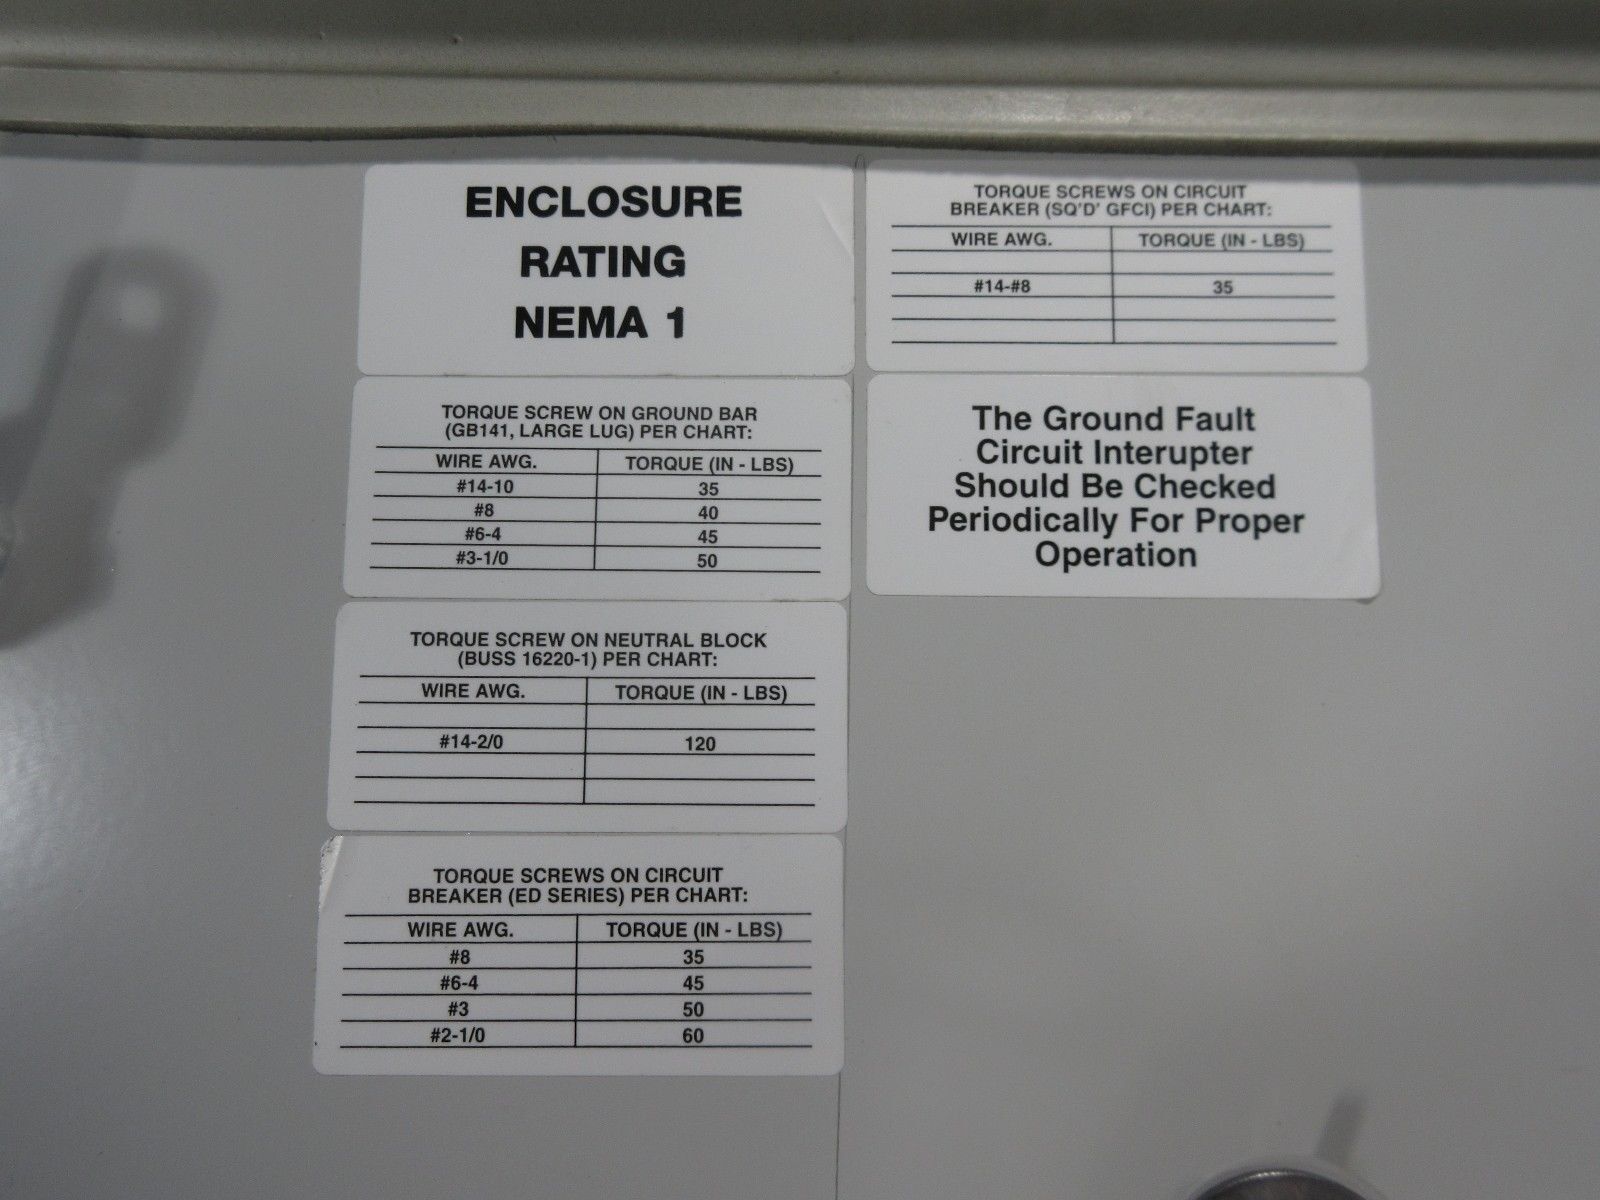 ENCLOSURE
RATING
NEMA 1
TORQUE SCREW ON GROUND BAR
(GB141, LARGE LUG) PER CHART:
WIRE AWG. TORQUE (IN - LBS)
#14-10 35
#8 40
#6-4 45
#3-1/0 50
TORQUE SCREW ON NEUTRAL BLOCK
(BUSS 16220-1) PER CHART:
WIRE AWG. TORQUE (IN - LBS)
#14-2/0 120
TORQUE SCREWS ON CIRCUIT
BREAKER (ED SERIES) PER CHART:
WIRE AWG. TORQUE (IN - LBS)
#8 35
#6-4 45
#3 50
#2-1/0 60
TORQUE SCREWS ON CIRCUIT
BREAKER (SQ'D' GFCI) PER CHART:
WIRE AWG. TORQUE (IN - LBS)
#14-#8 35
The Ground Fault
Circuit Interupter
Should Be Checked
Periodically For Proper
Operation